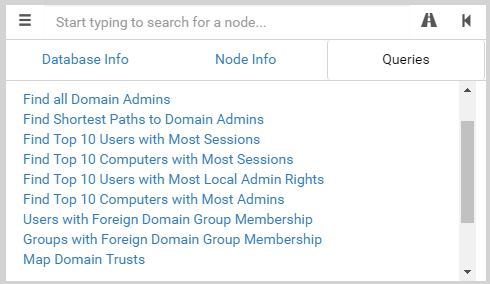 Start typing to search for a node...
Database Info
Node Info
Queries
Find all Domain Admins
Find Shortest Paths to Domain Admins
Find Top 10 Users with Most Sessions
Find Top 10 Computers with Most Sessions
Find Top 10 Users with Most Local Admin Rights
Find Top 10 Computers with Most Admins
Users with Foreign Domain Group Membership
Groups with Foreign Domain Group Membership
Map Domain Trusts